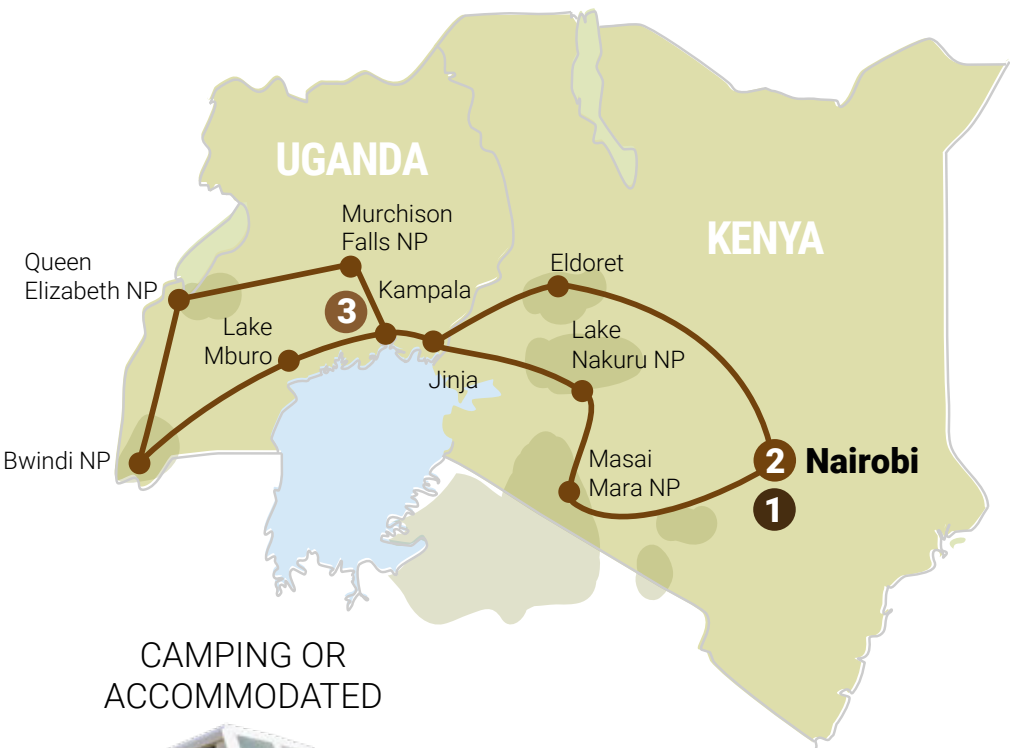 UGANDA
Murchison
Falls NP
KENYA
Queen
Elizabeth NP
Eldoret
Kampala
3
Lake
Mburo
Lake
Nakuru NP
Jinja
Bwindi NP
Masai
Mara NP
2 Nairobi
1
CAMPING OR
ACCOMMODATED